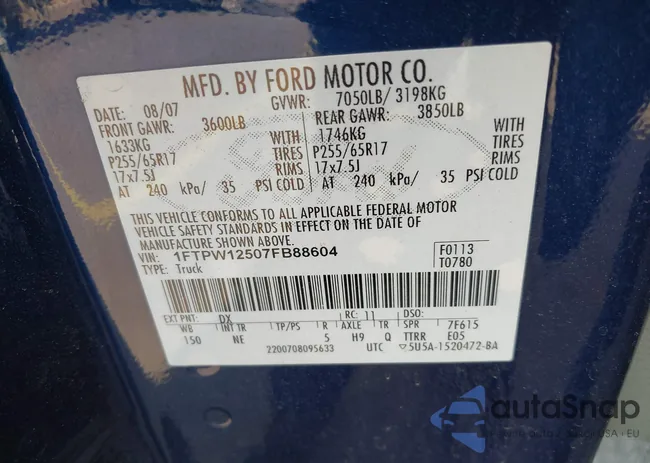 MFD. BY FORD MOTOR CO.
DATE: 08/07 GVWR: 7050LB/ 3198KG
FRONT GAWR: 3600LB REAR GAWR: 3850LB
1633KG WITH 1746KG WITH
P255/65R17 TIRES P255/65R17 TIRES
17x7.5J RIMS 17x7.5J RIMS
AT 240 kPa/ 35 PSI COLD AT 240 kPa/ 35 PSI COLD
THIS VEHICLE CONFORMS TO ALL APPLICABLE FEDERAL MOTOR
VEHICLE SAFETY STANDARDS IN EFFECT ON THE DATE OF
MANUFACTURE SHOWN ABOVE.
VIN: 1FTPW12507FB88604 F0113
TYPE: Truck T0780
EXT PNT: DX RC: 11 DSO:
WB INT TR TP/PS R AXLE TR SPR 7F615
150 NE 5 H9 Q TTRR E05
2200708095633 UTC 5U5A-1520472-BA
autoSnap